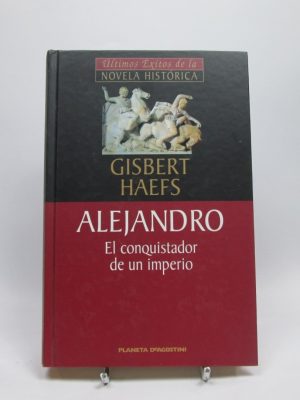 Últimos Éxitos de la
NOVELA HISTÓRICA
GISBERT
HAEFS
ALEJANDRO
El conquistador
de un imperio
PLANETA DeAGOSTINI